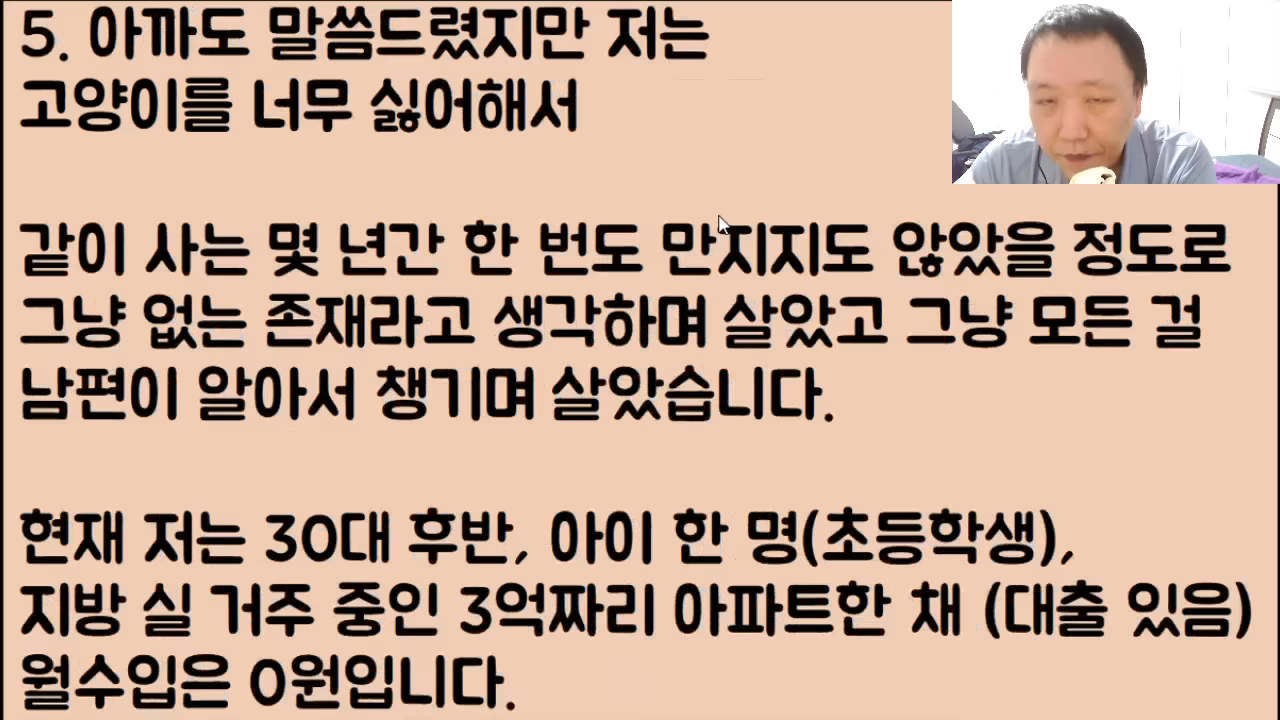 5. 아까도 말씀드렸지만 저는
고양이를 너무 싫어해서
같이 사는 몇 년간 한 번도 만지지도 않았을 정도로
그냥 없는 존재라고 생각하며 살았고 그냥 모든 걸
남편이 알아서 챙기며 살았습니다.
현재 저는 30대 후반, 아이 한 명(초등학생),
지방 실 거주 중인 3억짜리 아파트한 채 (대출 있음)
월수입은 0원입니다.